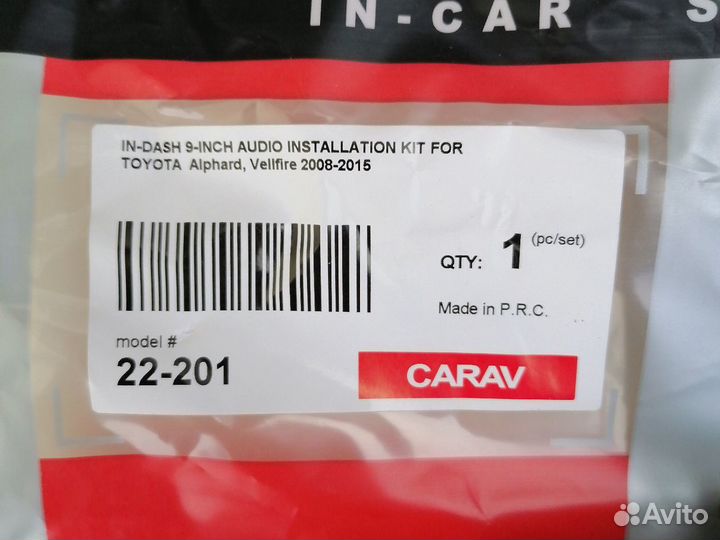 IN-CAR S
IN-DASH 9-INCH AUDIO INSTALLATION KIT FOR
TOYOTA Alphard, Vellfire 2008-2015
QTY: 1 (pc/set)
Made in P.R.C.
model #
22-201
CARAV
Avito